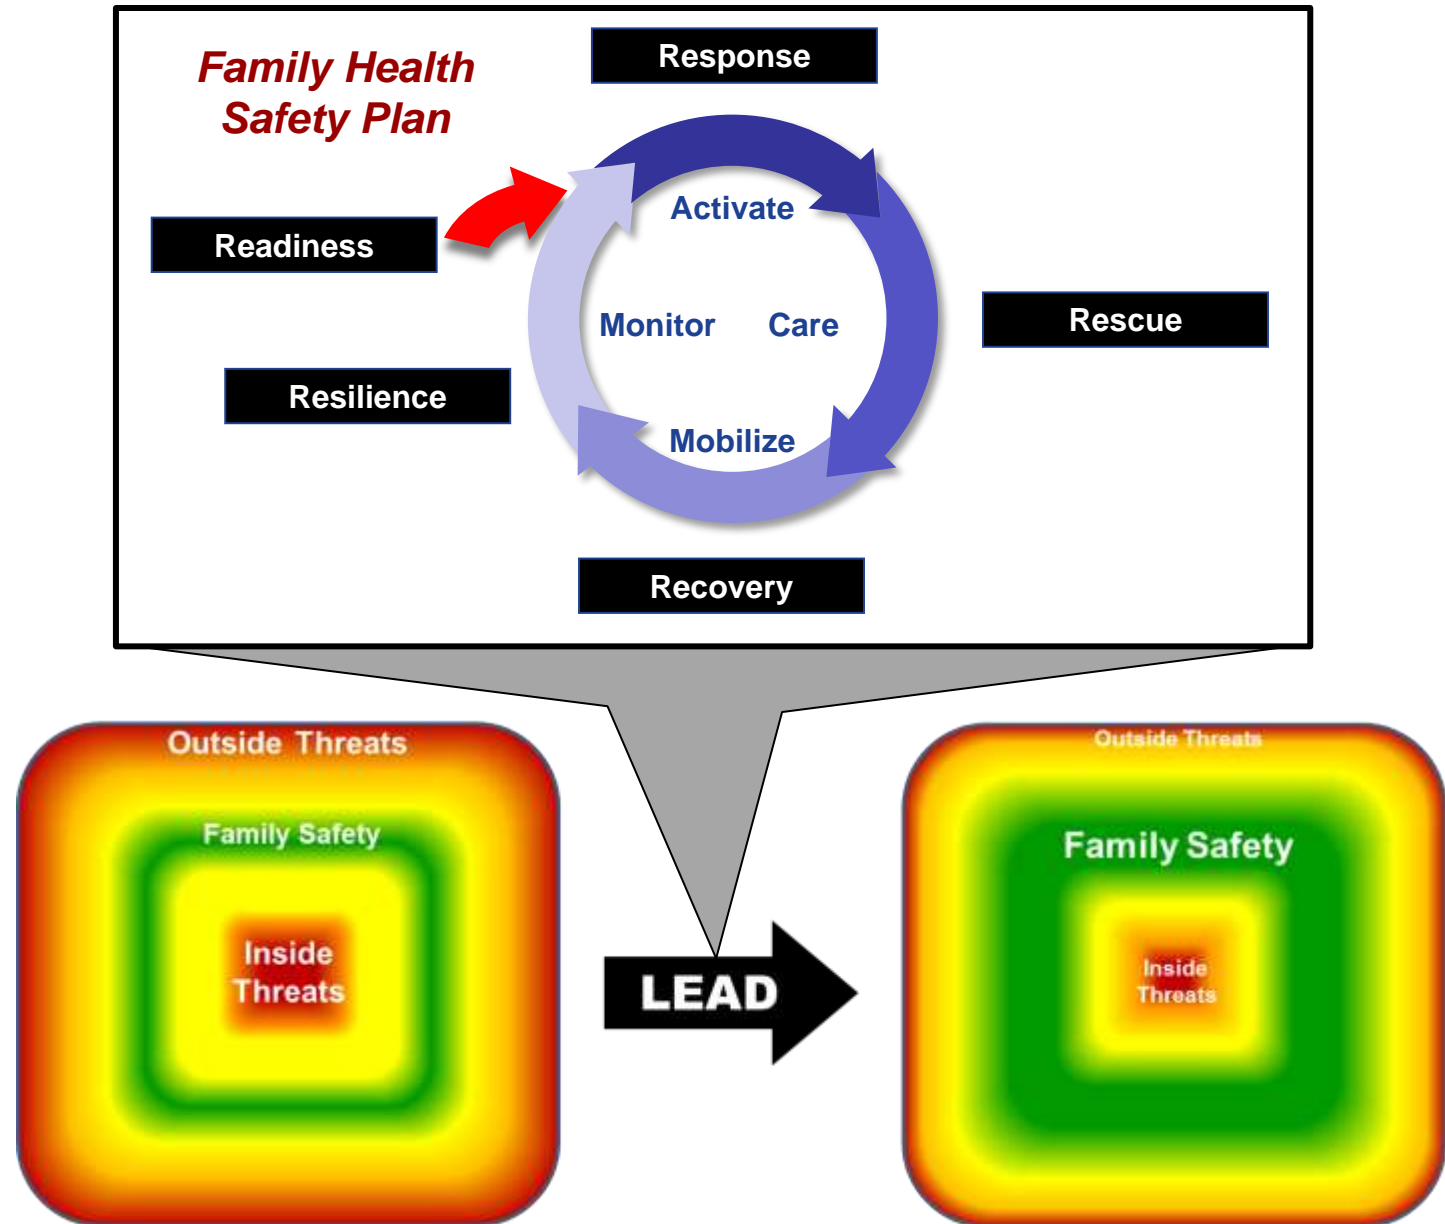 Family Health
Safety Plan
Response
Readiness
Activate
Monitor
Care
Rescue
Resilience
Mobilize
Recovery
Outside Threats
Family Safety
Inside
Threats
LEAD
Outside Threats
Family Safety
Inside
Threats